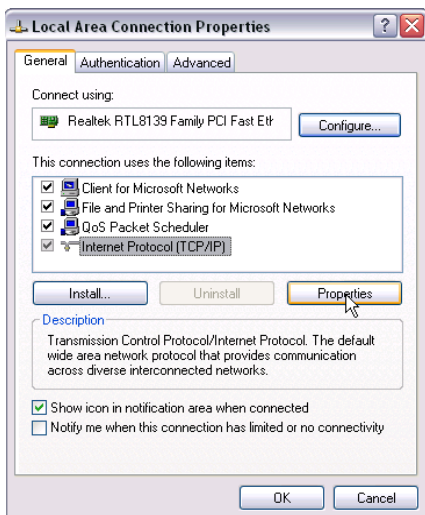 Local Area Connection Properties
General Authentication Advanced
Connect using:
Realtek RTL8139 Family PCI Fast Eth
Configure...
This connection uses the following items:
Client for Microsoft Networks
File and Printer Sharing for Microsoft Networks
QoS Packet Scheduler
Internet Protocol (TCP/IP)
Install... Uninstall Properties
Description
Transmission Control Protocol/Internet Protocol. The default
wide area network protocol that provides communication
across diverse interconnected networks.
Show icon in notification area when connected
Notify me when this connection has limited or no connectivity
OK Cancel